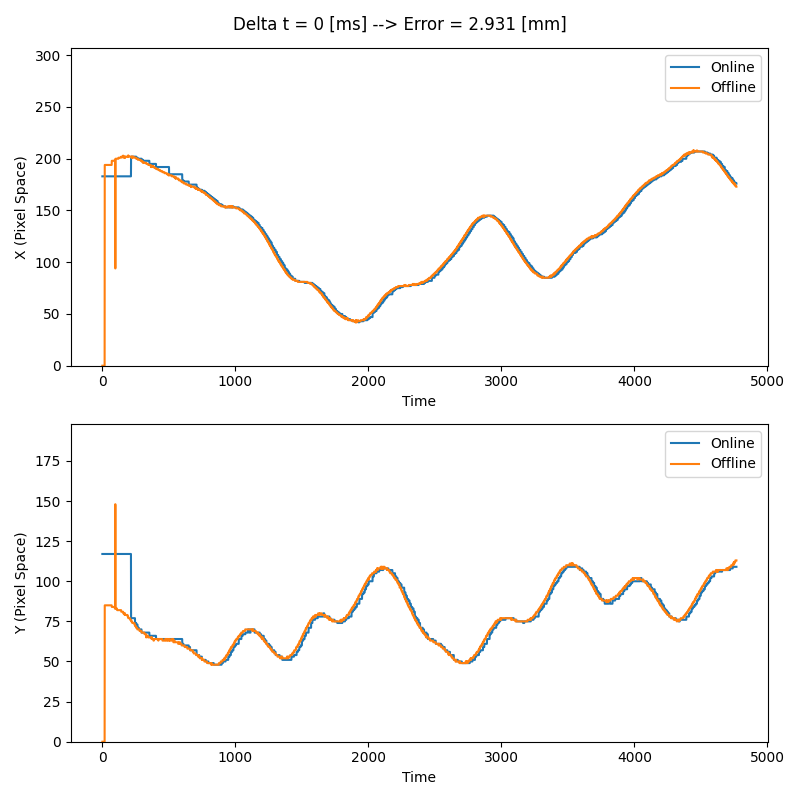 Delta t = 0 [ms] --> Error = 2.931 [mm]
300
250
200
150
100
50
0
X (Pixel Space)
Online
Offline
0 1000 2000 3000 4000 5000
Time
175
150
125
100
75
50
25
0
Y (Pixel Space)
Online
Offline
0 1000 2000 3000 4000 5000
Time